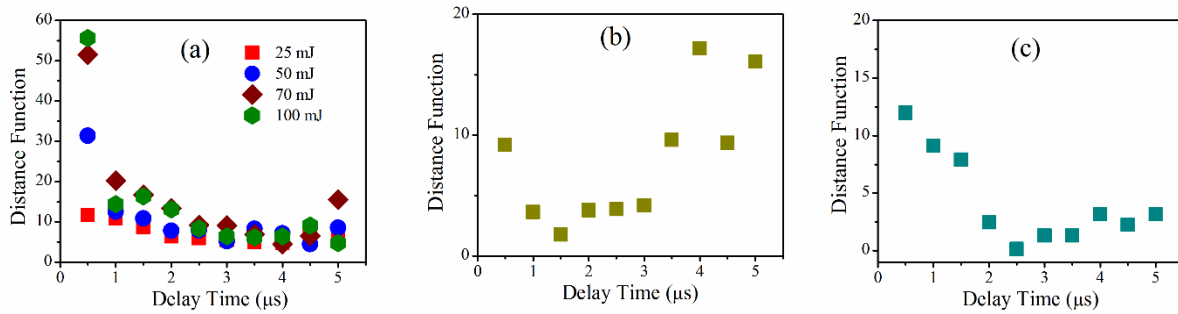 60
50
40
30
20
10
0
0 1 2 3 4 5
Distance Function
Delay Time (μs)
(a)
25 mJ
50 mJ
70 mJ
100 mJ
20
10
0
0 1 2 3 4 5
Distance Function
Delay Time (μs)
(b)
20
15
10
5
0
0 1 2 3 4 5
Distance Function
Delay Time (μs)
(c)